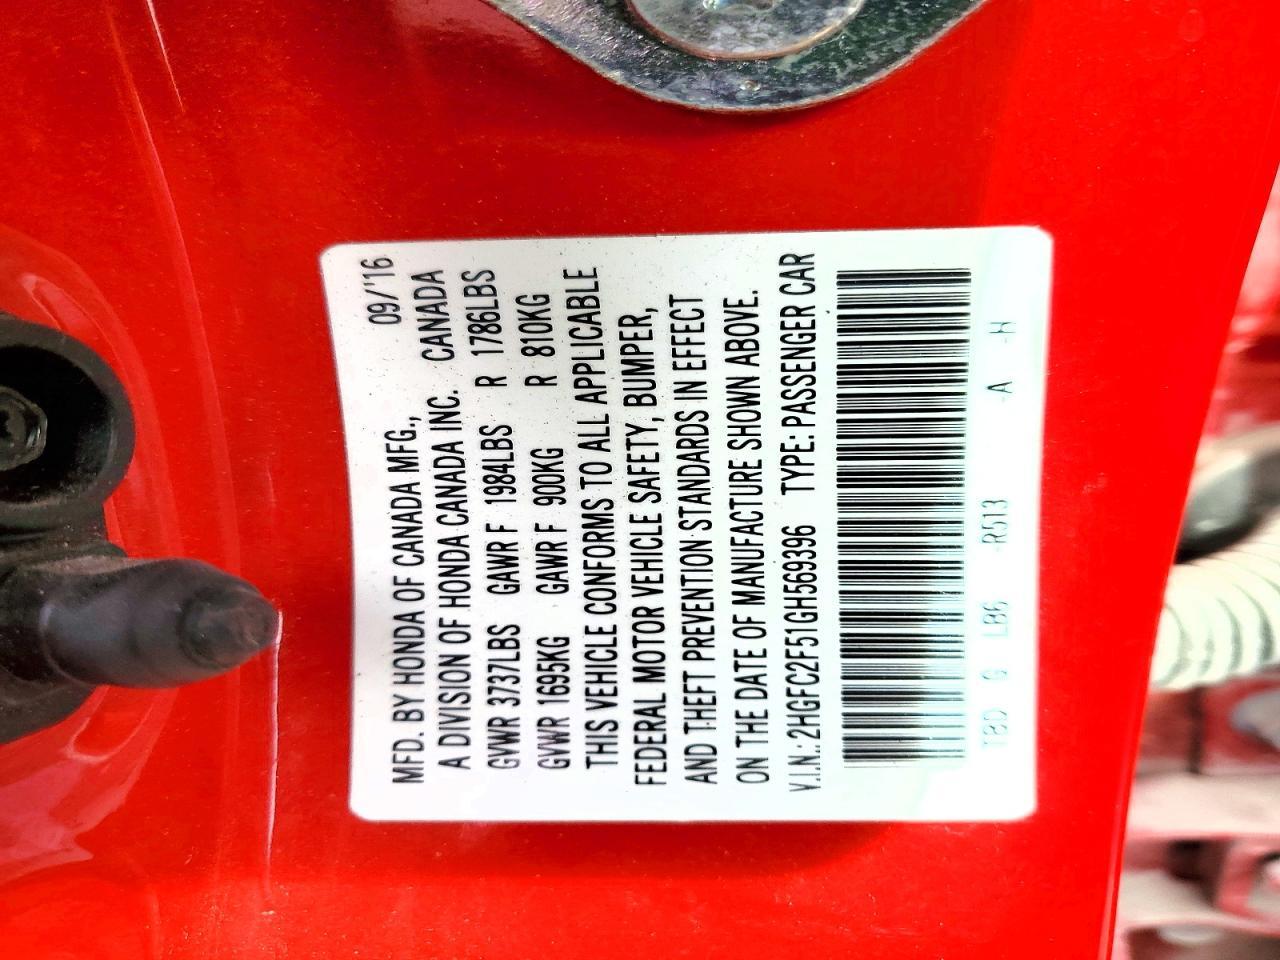 09/'16
MFD. BY HONDA OF CANADA MFG.,
A DIVISION OF HONDA CANADA INC. CANADA
GVWR 3737LBS GAWR F 1984LBS R 1786LBS
GVWR 1695KG GAWR F 900KG R 810KG
THIS VEHICLE CONFORMS TO ALL APPLICABLE
FEDERAL MOTOR VEHICLE SAFETY, BUMPER,
AND THEFT PREVENTION STANDARDS IN EFFECT
ON THE DATE OF MANUFACTURE SHOWN ABOVE.
V.I.N.: 2HGFC2F51GH569396 TYPE: PASSENGER CAR
TBD G LB6 -R513 -A -H